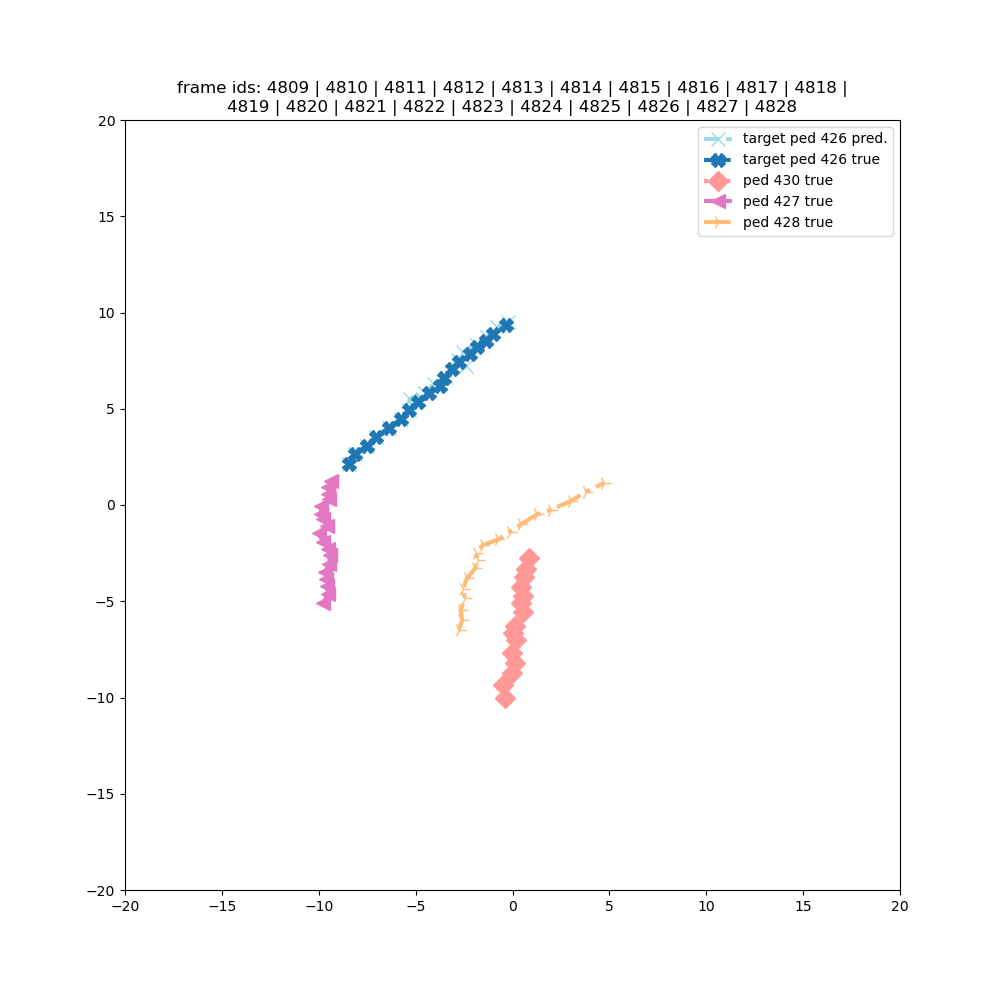 frame ids: 4809 | 4810 | 4811 | 4812 | 4813 | 4814 | 4815 | 4816 | 4817 | 4818 |
4819 | 4820 | 4821 | 4822 | 4823 | 4824 | 4825 | 4826 | 4827 | 4828
target ped 426 pred.
target ped 426 true
ped 430 true
ped 427 true
ped 428 true
20
15
10
5
0
−5
−10
−15
−20
−20 −15 −10 −5 0 5 10 15 20